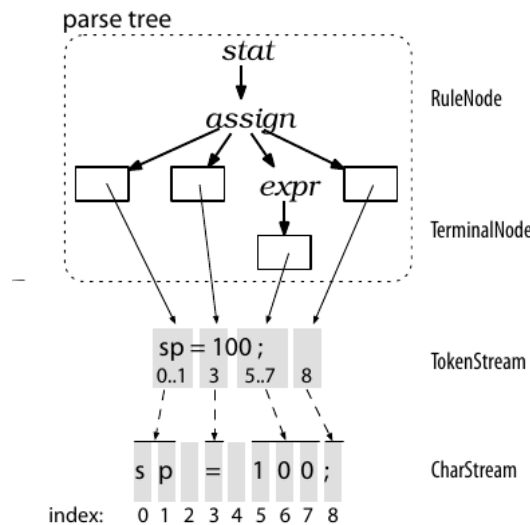 parse tree
stat
RuleNode
assign
expr
TerminalNode
sp = 100 ;
0..1 3 5..7 8
TokenStream
s p = 1 0 0 ;
CharStream
index: 0 1 2 3 4 5 6 7 8